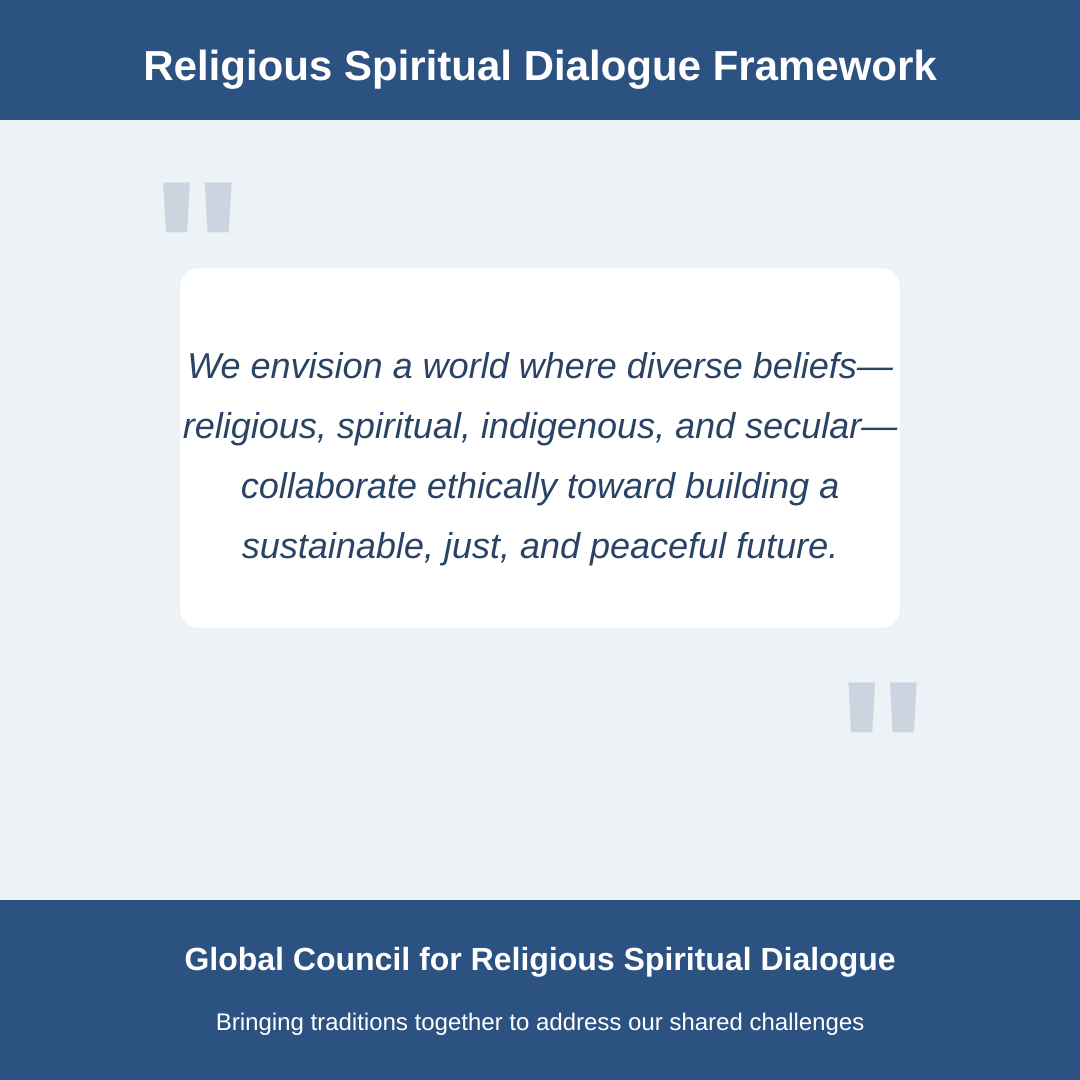 Religious Spiritual Dialogue Framework
"
We envision a world where diverse beliefs—
religious, spiritual, indigenous, and secular—
collaborate ethically toward building a
sustainable, just, and peaceful future.
"
Global Council for Religious Spiritual Dialogue
Bringing traditions together to address our shared challenges